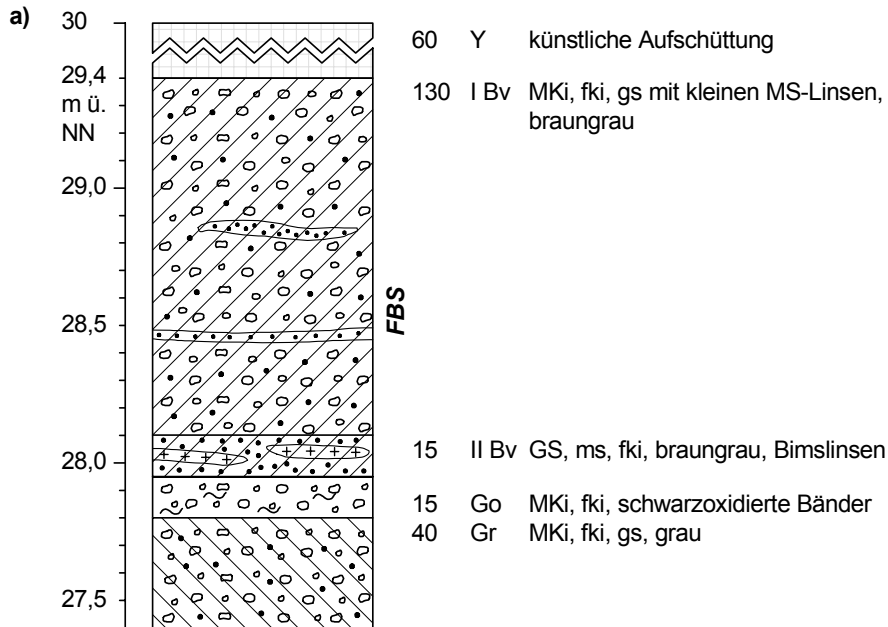 a)
30
29,4
m ü.
NN
29,0
28,5
28,0
27,5
FBS
60 Y künstliche Aufschüttung
130 I Bv MKi, fki, gs mit kleinen MS-Linsen,
braungrau
15 II Bv GS, ms, fki, braungrau, Bimslinsen
15 Go MKi, fki, schwarzoxidierte Bänder
40 Gr MKi, fki, gs, grau